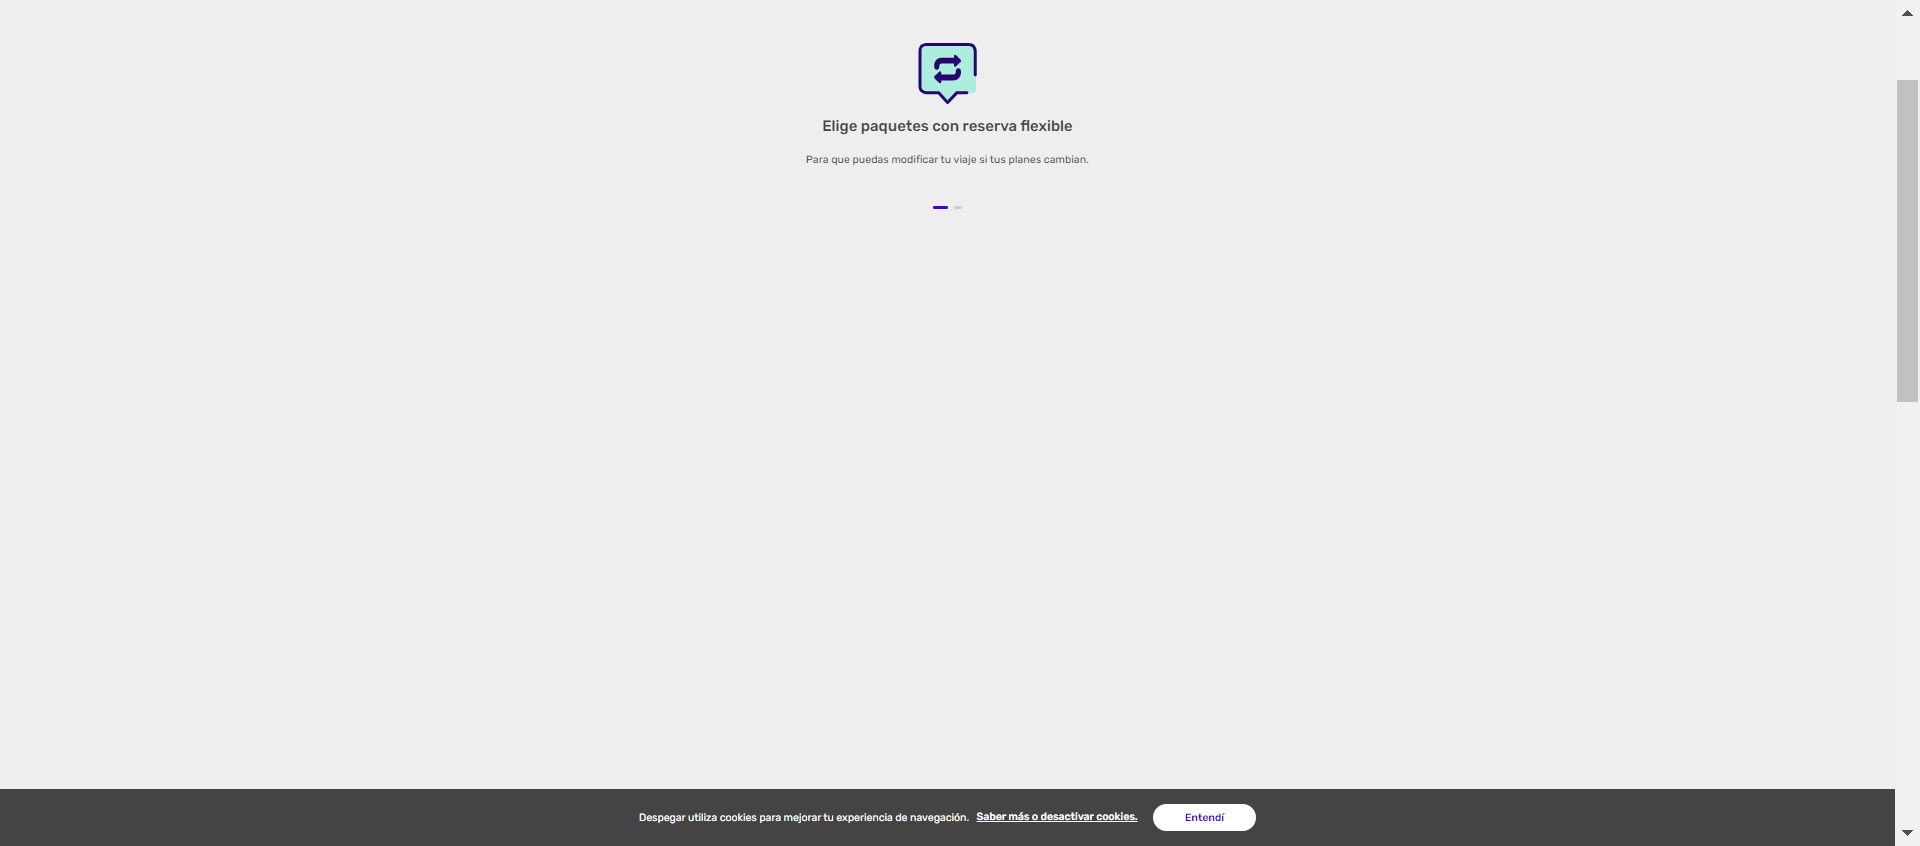 Elige paquetes con reserva flexible
Para que puedas modificar tu viaje si tus planes cambian.
Despegar utiliza cookies para mejorar tu experiencia de navegación. Saber más o desactivar cookies. Entendí